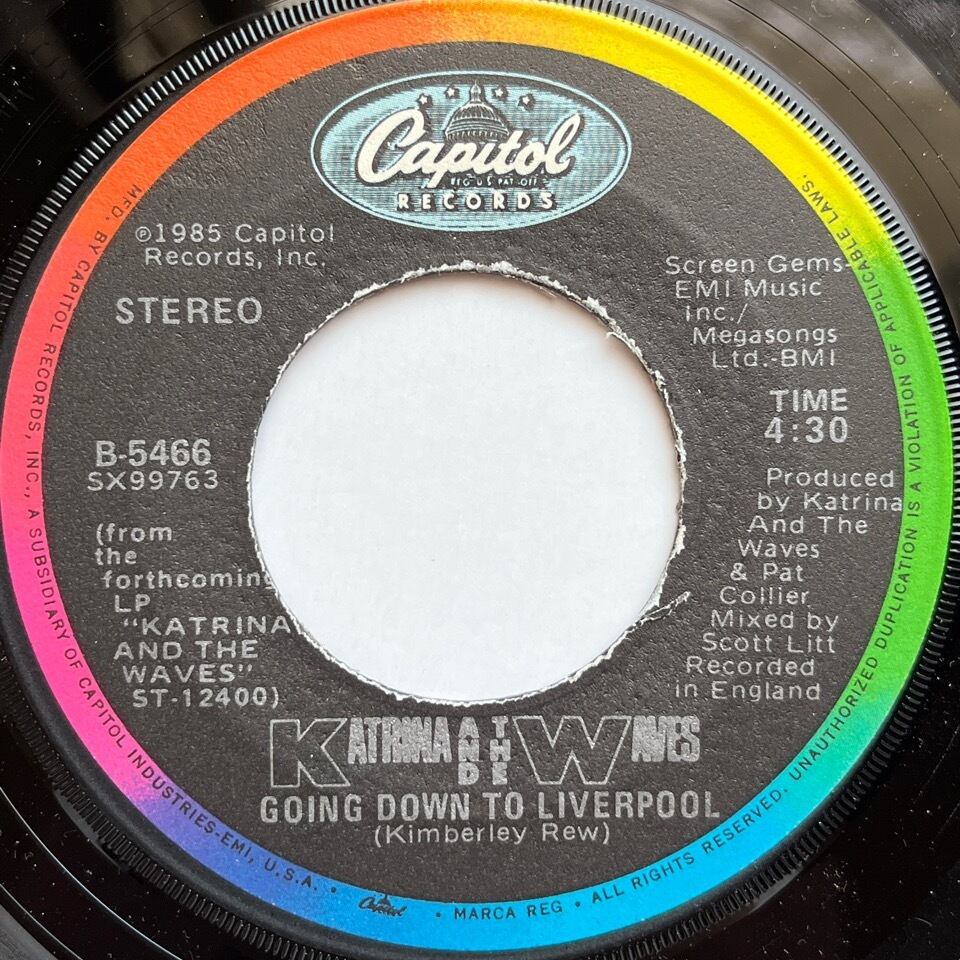 Capitol
REG. U.S. PAT. OFF.
RECORDS
℗1985 Capitol
Records, Inc.
STEREO
B-5466
SX99763
(from
the
forthcoming
LP
"KATRINA
AND THE
WAVES"
ST-12400)
Screen Gems-
EMI Music
Inc./
Megasongs
Ltd.-BMI
TIME
4:30
Produced
by Katrina
And The
Waves
& Pat
Collier
Mixed by
Scott Litt
Recorded
in England
KATRINA AND THE WAVES
GOING DOWN TO LIVERPOOL
(Kimberley Rew)
MFD. BY CAPITOL RECORDS, INC., A SUBSIDIARY OF CAPITOL INDUSTRIES-EMI, U.S.A. • Capitol • MARCA REG • ALL RIGHTS RESERVED. UNAUTHORIZED DUPLICATION IS A VIOLATION OF APPLICABLE LAWS.